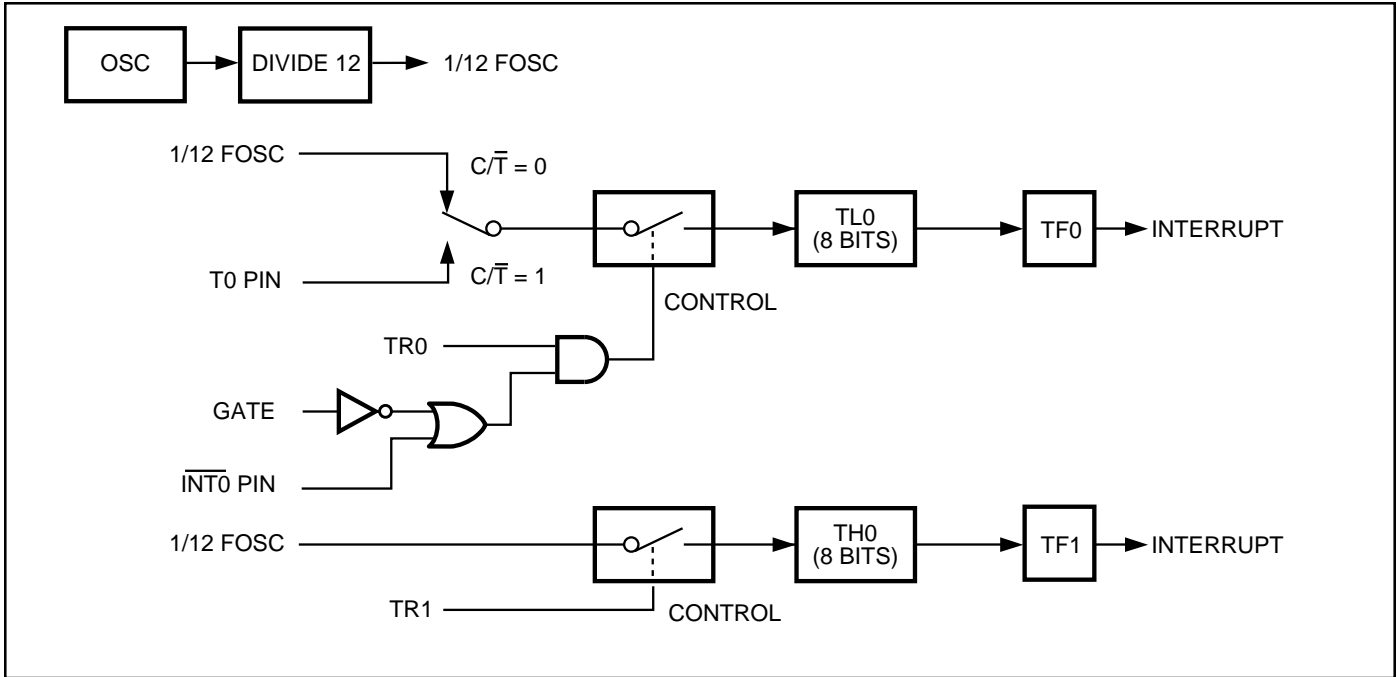 OSC
DIVIDE 12
1/12 FOSC
1/12 FOSC
C/T̅ = 0
TL0
(8 BITS)
TF0
INTERRUPT
T0 PIN
C/T̅ = 1
CONTROL
TR0
GATE
I̅N̅T̅0̅ PIN
1/12 FOSC
TH0
(8 BITS)
TF1
INTERRUPT
TR1
CONTROL